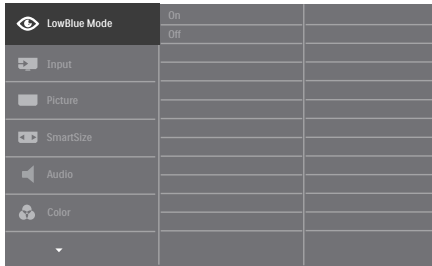 LowBlue Mode
On
Off
Input
Picture
SmartSize
Audio
Color